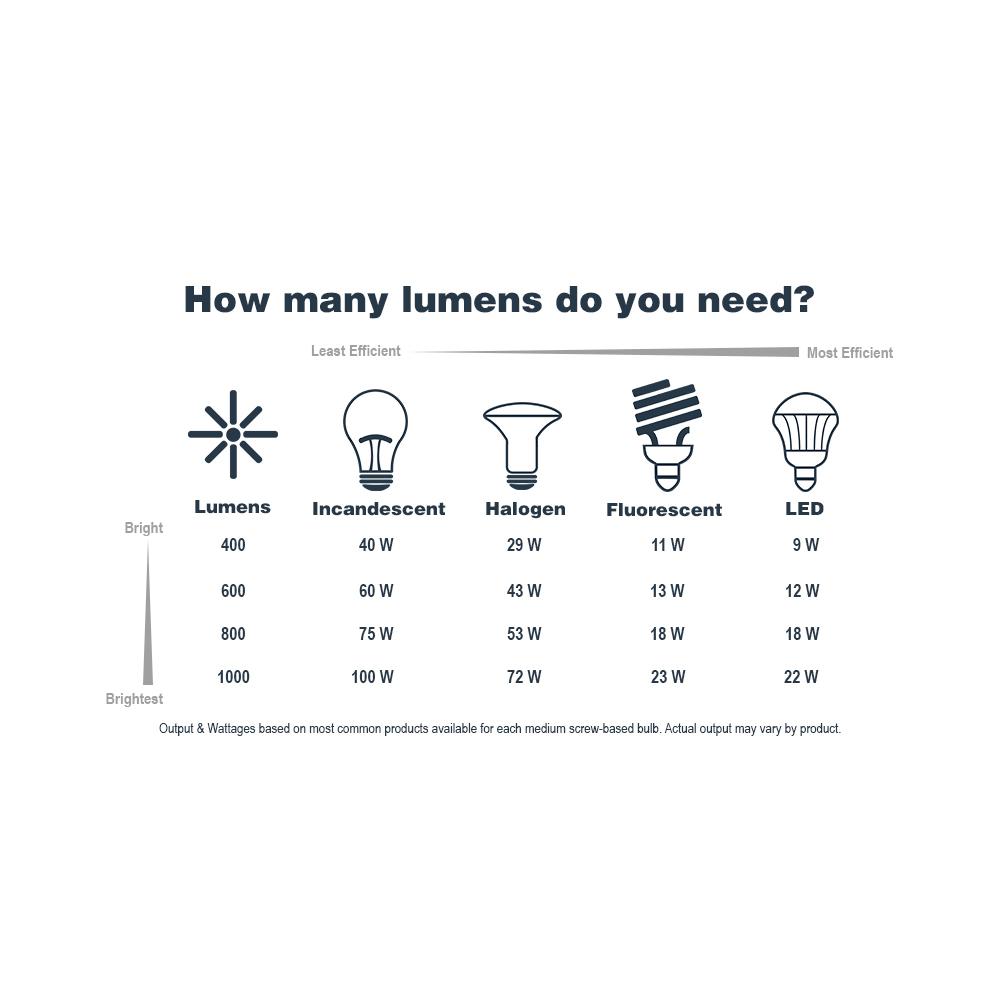 How many lumens do you need?
Least Efficient Most Efficient
Lumens Incandescent Halogen Fluorescent LED
Bright
400 40 W 29 W 11 W 9 W
600 60 W 43 W 13 W 12 W
800 75 W 53 W 18 W 18 W
1000 100 W 72 W 23 W 22 W
Brightest
Output & Wattages based on most common products available for each medium screw-based bulb. Actual output may vary by product.